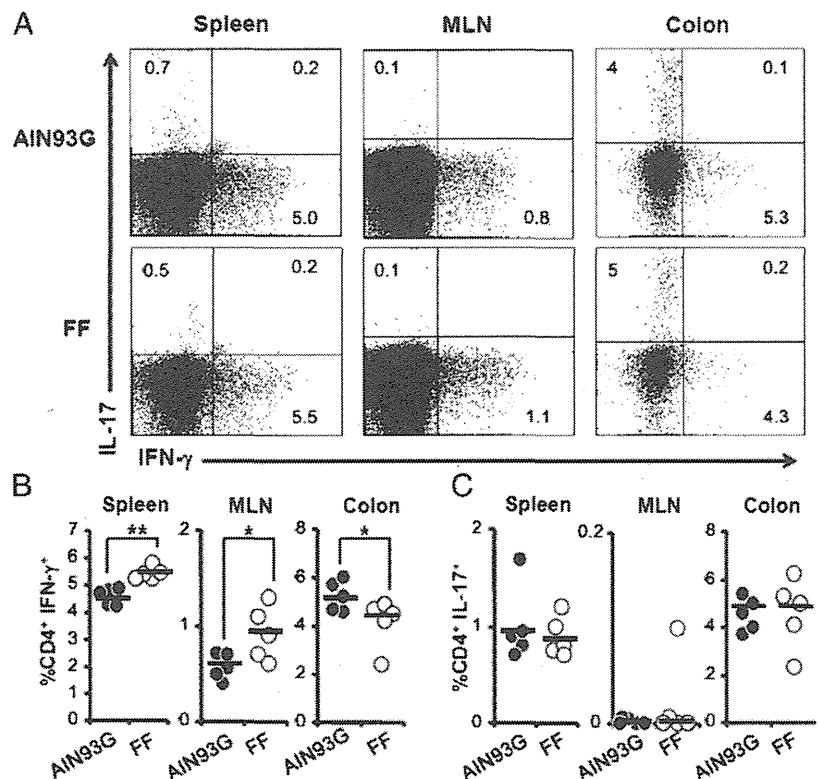 A
Spleen MLN Colon
AIN93G
0.7 0.2 0.1 4 0.1
5.0 0.8 5.3
FF
0.5 0.2 0.1 5 0.2
5.5 1.1 4.3
IL-17
IFN-γ
B
Spleen MLN Colon
%CD4⁺ IFN-γ⁺
** * *
7 6 5 4 3 2 1 0
2 1 0
8 6 4 2 0
AIN93G FF AIN93G FF AIN93G FF
C
Spleen MLN Colon
%CD4⁺ IL-17⁺
2 1 0
0.2 0
8 6 4 2 0
AIN93G FF AIN93G FF AIN93G FF